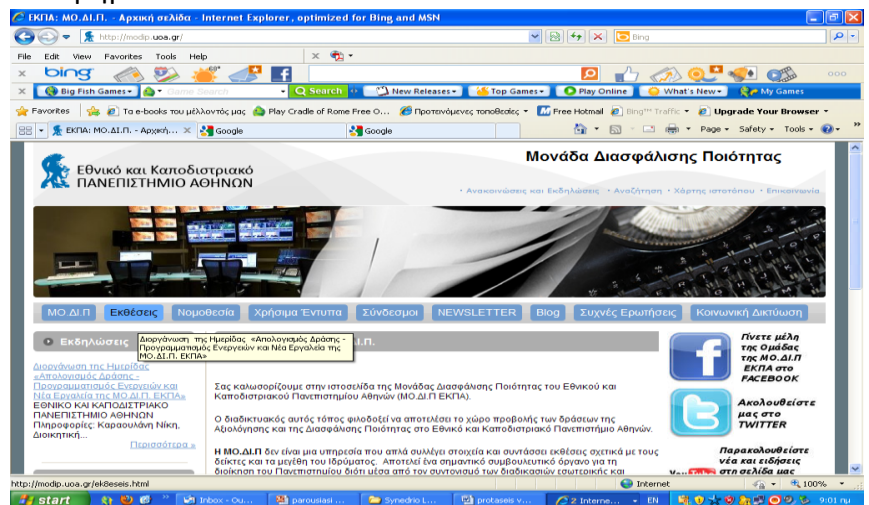 ΕΚΠΑ: ΜΟ.ΔΙ.Π. - Αρχική σελίδα - Internet Explorer, optimized for Bing and MSN
http://modip.uoa.gr/
Bing
File Edit View Favorites Tools Help
bing 60°
Big Fish Games Game Search Search New Releases Top Games Play Online What's New My Games
Favorites Τα e-books του μέλλοντός μας Play Cradle of Rome Free O... Προτεινόμενες τοποθεσίες Free Hotmail Bing™ Traffic Upgrade Your Browser
ΕΚΠΑ: ΜΟ.ΔΙ.Π. - Αρχική... Google Google Page Safety Tools
Μονάδα Διασφάλισης Ποιότητας
Εθνικό και Καποδιστριακό
ΠΑΝΕΠΙΣΤΗΜΙΟ ΑΘΗΝΩΝ
· Ανακοινώσεις και Εκδηλώσεις · Αναζήτηση · Χάρτης ιστοτόπου · Επικοινωνία
ΜΟ.ΔΙ.Π Εκθέσεις Νομοθεσία Χρήσιμα Έντυπα Σύνδεσμοι NEWSLETTER Blog Συχνές Ερωτήσεις Κοινωνική Δικτύωση
Εκδηλώσεις
Διοργάνωση της Ημερίδας «Απολογισμός Δράσης -
Προγραμματισμός Ενεργειών και Νέα Εργαλεία της
ΜΟ.ΔΙ.Π. ΕΚΠΑ»
Ι.Π.
Διοργάνωση της Ημερίδας
«Απολογισμός Δράσης -
Προγραμματισμός Ενεργειών και
Νέα Εργαλεία της ΜΟ.ΔΙ.Π. ΕΚΠΑ»
ΕΘΝΙΚΟ ΚΑΙ ΚΑΠΟΔΙΣΤΡΙΑΚΟ
ΠΑΝΕΠΙΣΤΗΜΙΟ ΑΘΗΝΩΝ
Πληροφορίες: Καραουλάνη Νίκη,
Διοικητική...
Περισσότερα »
Σας καλωσορίζουμε στην ιστοσελίδα της Μονάδας Διασφάλισης Ποιότητας του Εθνικού και
Καποδιστριακού Πανεπιστημίου Αθηνών (ΜΟ.ΔΙ.Π ΕΚΠΑ).
Ο διαδικτυακός αυτός τόπος φιλοδοξεί να αποτελέσει το χώρο προβολής των δράσεων της
Αξιολόγησης και της Διασφάλισης Ποιότητας στο Εθνικό και Καποδιστριακό Πανεπιστήμιο Αθηνών.
Η ΜΟ.ΔΙ.Π δεν είναι μια υπηρεσία που απλά συλλέγει στοιχεία και συντάσσει εκθέσεις σχετικά με τους
δείκτες και τα μεγέθη του Ιδρύματος. Αποτελεί ένα σημαντικό συμβουλευτικό όργανο για τη
διοίκηση του Πανεπιστημίου διότι μέσα από τον συντονισμό των διαδικασιών εσωτερικής και
Γίνετε μέλη
της Ομάδας
της ΜΟ.ΔΙ.Π
ΕΚΠΑ στο
FACEBOOK
Ακολουθείστε
μας στο
TWITTER
Παρακολουθείστε
νέα και ειδήσεις
στη σελίδα μας
You Tube
http://modip.uoa.gr/ek8eseis.html Internet 100%
start Inbox - Ou... parousiasi ... Synedrio L... protaseis v... 2 Interne... EN 9:01 πμ